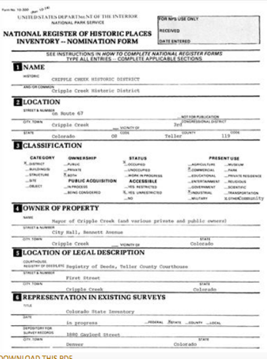 UNITED STATES DEPARTMENT OF THE INTERIOR
NATIONAL PARK SERVICE
NATIONAL REGISTER OF HISTORIC PLACES
INVENTORY -- NOMINATION FORM
FOR NPS USE ONLY
RECEIVED
DATE ENTERED
SEE INSTRUCTIONS IN HOW TO COMPLETE NATIONAL REGISTER FORMS
TYPE ALL ENTRIES -- COMPLETE APPLICABLE SECTIONS
1 NAME
HISTORIC
CRIPPLE CREEK HISTORIC DISTRICT
AND/OR COMMON
Cripple Creek Historic District
2 LOCATION
STREET & NUMBER
on Route 67
NOT FOR PUBLICATION
CITY, TOWN
CONGRESSIONAL DISTRICT
Cripple Creek
VICINITY OF
3rd
STATE CODE COUNTY CODE
Colorado 08 Teller 119
3 CLASSIFICATION
CATEGORY OWNERSHIP STATUS PRESENT USE
DISTRICT PUBLIC OCCUPIED AGRICULTURE MUSEUM
BUILDING(S) PRIVATE UNOCCUPIED COMMERCIAL PARK
STRUCTURE BOTH WORK IN PROGRESS EDUCATIONAL PRIVATE RESIDENCE
SITE PUBLIC ACQUISITION ACCESSIBLE ENTERTAINMENT RELIGIOUS
OBJECT IN PROCESS YES: RESTRICTED GOVERNMENT SCIENTIFIC
BEING CONSIDERED YES: UNRESTRICTED INDUSTRIAL TRANSPORTATION
NO MILITARY OTHER: Community
4 OWNER OF PROPERTY
NAME
Mayor of Cripple Creek (and various private and public owners)
STREET & NUMBER
City Hall, Bennett Avenue
CITY, TOWN STATE
Cripple Creek VICINITY OF Colorado
5 LOCATION OF LEGAL DESCRIPTION
COURTHOUSE,
REGISTRY OF DEEDS, ETC. Registry of Deeds, Teller County Courthouse
STREET & NUMBER
First Street
CITY, TOWN STATE
Cripple Creek Colorado
6 REPRESENTATION IN EXISTING SURVEYS
TITLE
Colorado State Inventory
DATE
in progress FEDERAL STATE COUNTY LOCAL
DEPOSITORY FOR
SURVEY RECORDS
CITY, TOWN STATE
Denver Colorado
DOWNLOAD THIS PDF